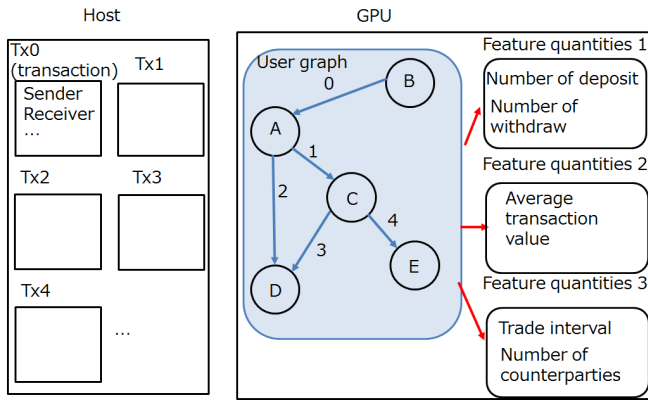 Host
Tx0
(transaction)
Sender
Receiver
...
Tx1
Tx2
Tx3
Tx4
...
GPU
User graph
0
B
A
1
2
C
3
4
D
E
Feature quantities 1
Number of deposit
Number of
withdraw
Feature quantities 2
Average
transaction
value
Feature quantities 3
Trade interval
Number of
counterparties